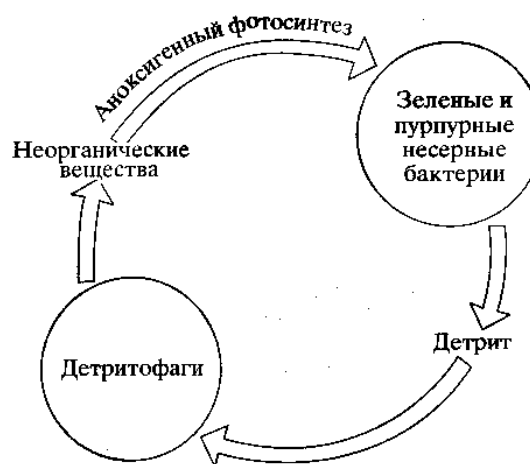 Аноксигенный фотосинтез
Зеленые и
пурпурные
несерные
бактерии
Неорганические
вещества
Детрит
Детритофаги